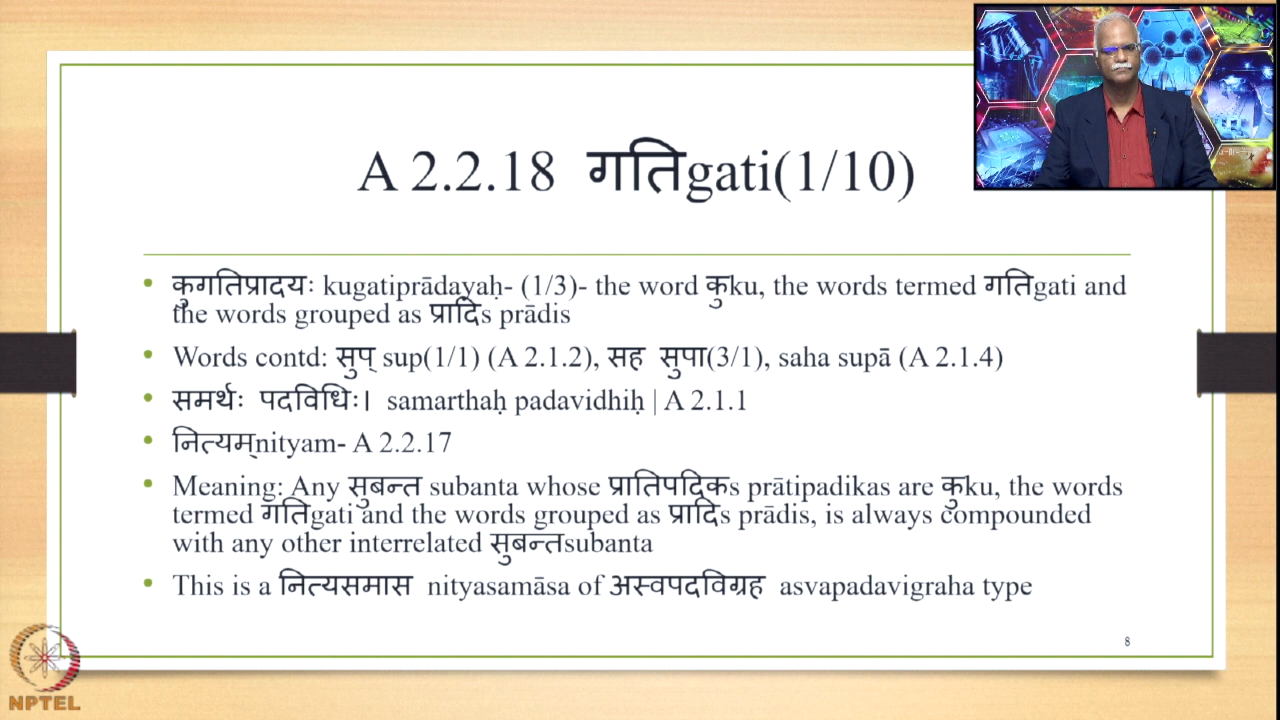 A 2.2.18 गतिgati(1/10)
• कुगतिप्रादयः kugatiprādayaḥ- (1/3)- the word कुku, the words termed गतिgati and
the words grouped as प्रादिs prādis
• Words contd: सुप् sup(1/1) (A 2.1.2), सह सुपा(3/1), saha supā (A 2.1.4)
• समर्थः पदविधिः। samarthaḥ padavidhiḥ | A 2.1.1
• नित्यम्nityam- A 2.2.17
• Meaning: Any सुबन्त subanta whose प्रातिपदिकs prātipadikas are कुku, the words
termed गतिgati and the words grouped as प्रादिs prādis, is always compounded
with any other interrelated सुबन्तsubanta
• This is a नित्यसमास nityasamāsa of अस्वपदविग्रह asvapadavigraha type
8
NPTEL